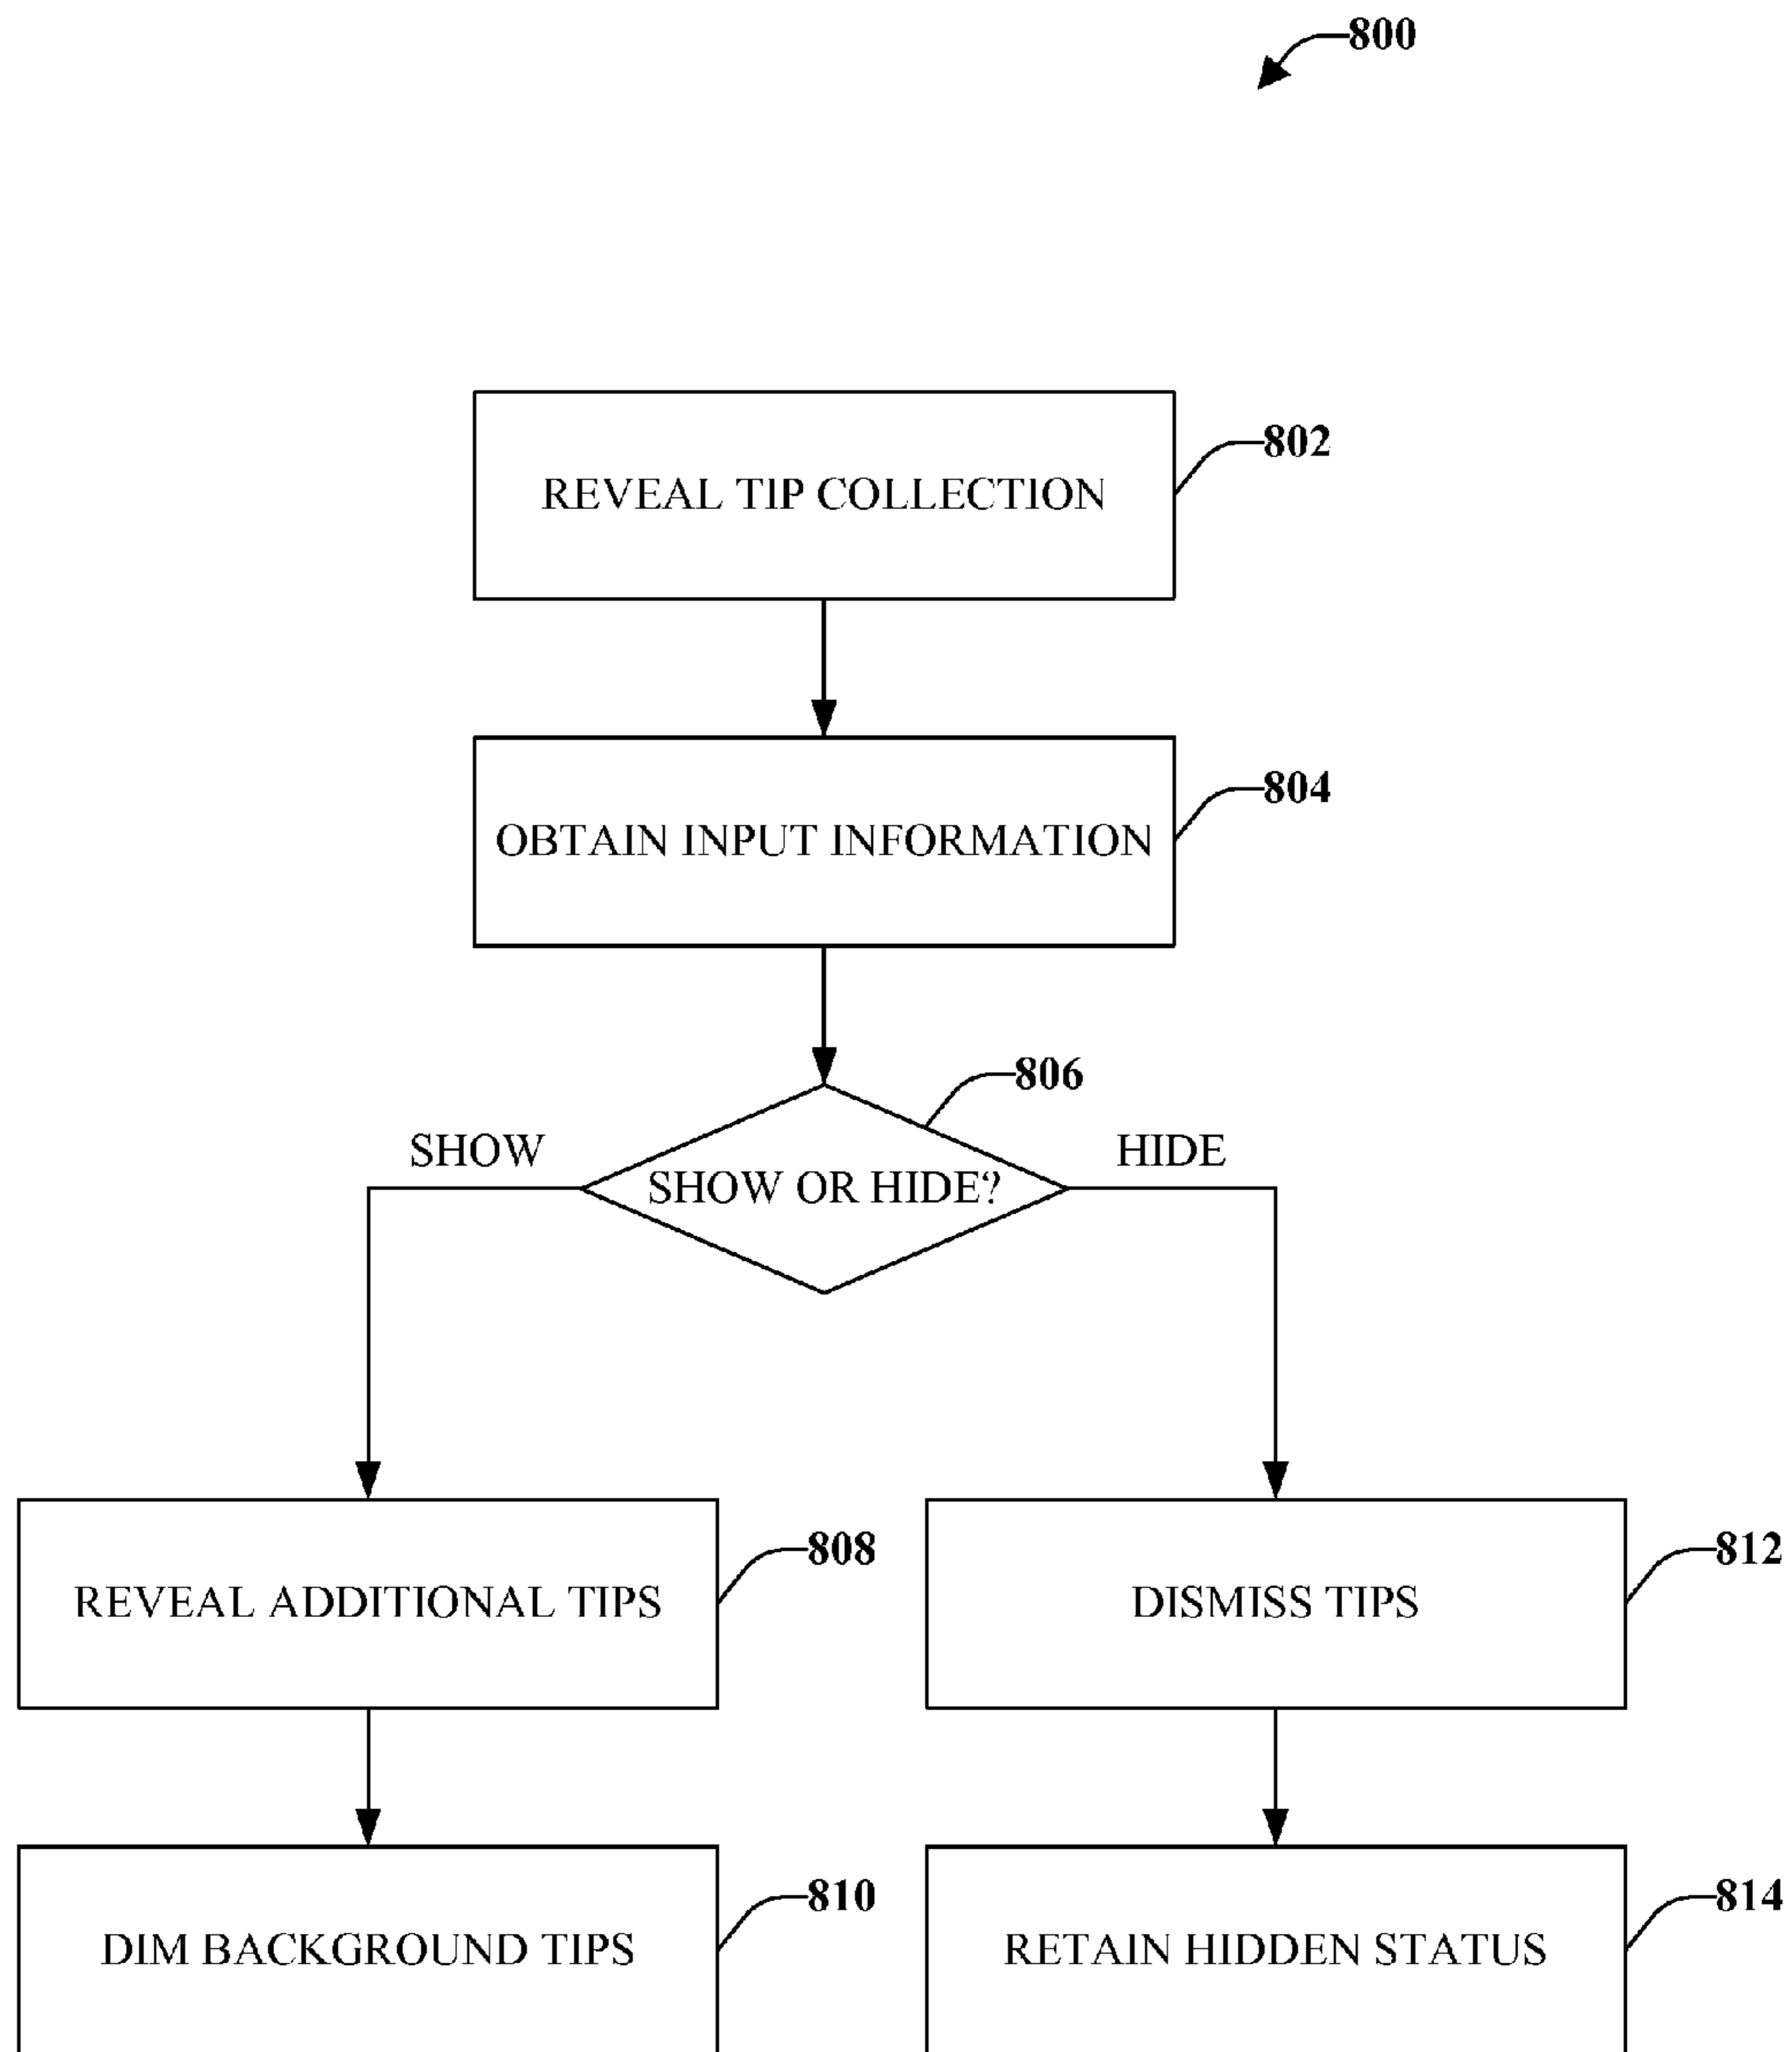 800
REVEAL TIP COLLECTION
802
OBTAIN INPUT INFORMATION
804
806
SHOW
SHOW OR HIDE?
HIDE
REVEAL ADDITIONAL TIPS
808
DISMISS TIPS
812
DIM BACKGROUND TIPS
810
RETAIN HIDDEN STATUS
814